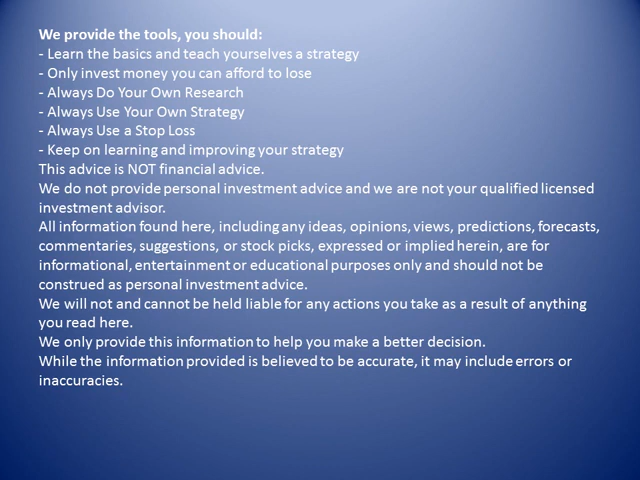 We provide the tools, you should:
- Learn the basics and teach yourselves a strategy
- Only invest money you can afford to lose
- Always Do Your Own Research
- Always Use Your Own Strategy
- Always Use a Stop Loss
- Keep on learning and improving your strategy
This advice is NOT financial advice.
We do not provide personal investment advice and we are not your qualified licensed
investment advisor.
All information found here, including any ideas, opinions, views, predictions, forecasts,
commentaries, suggestions, or stock picks, expressed or implied herein, are for
informational, entertainment or educational purposes only and should not be
construed as personal investment advice.
We will not and cannot be held liable for any actions you take as a result of anything
you read here.
We only provide this information to help you make a better decision.
While the information provided is believed to be accurate, it may include errors or
inaccuracies.